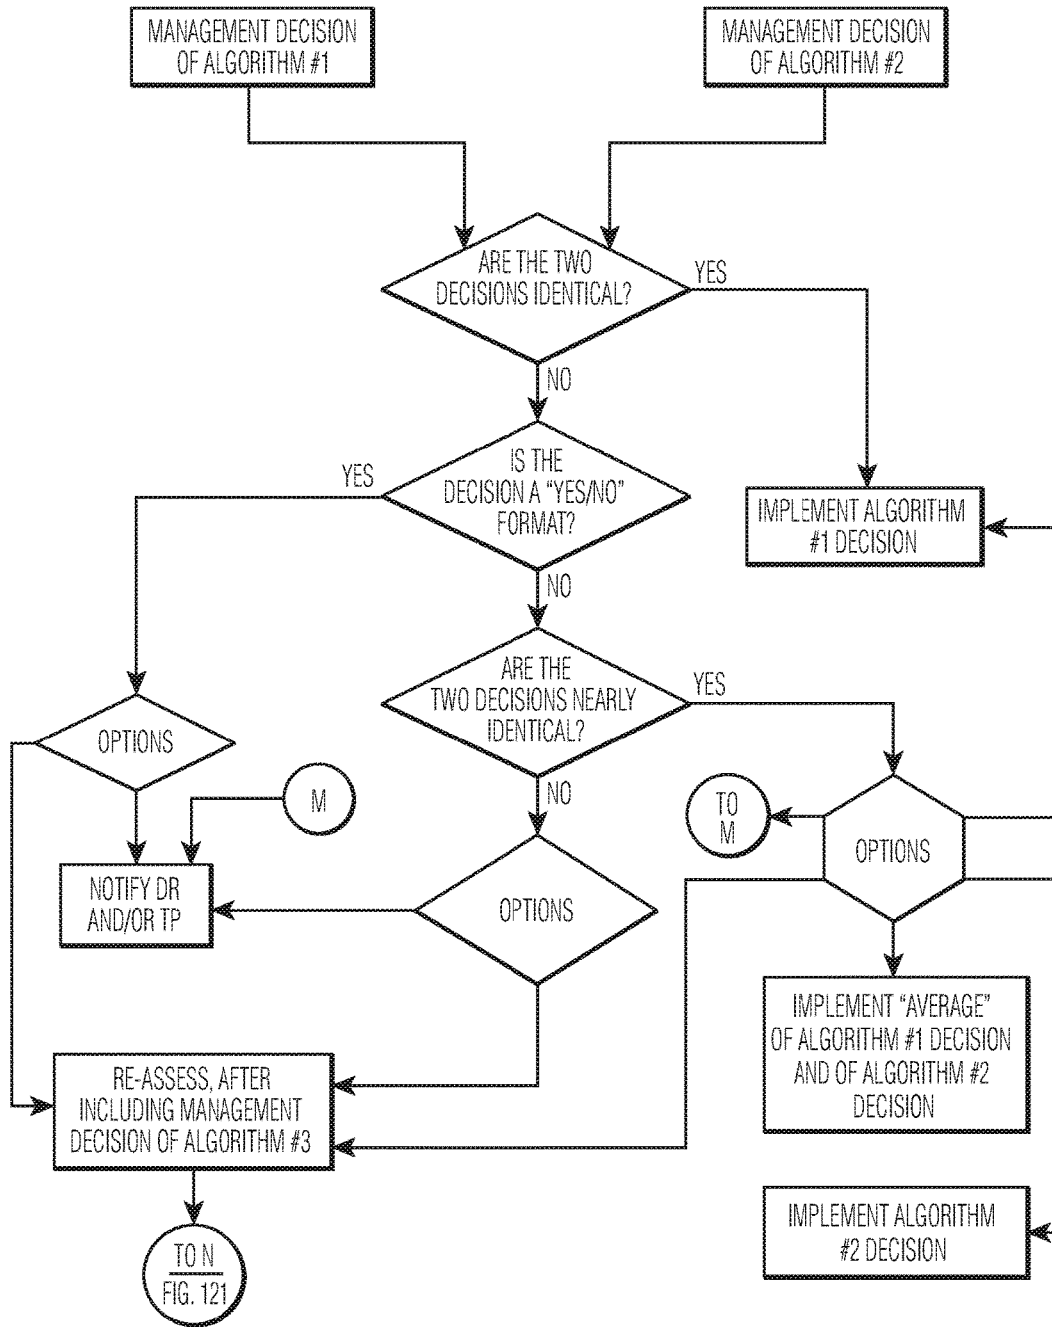 MANAGEMENT DECISION
OF ALGORITHM #1
MANAGEMENT DECISION
OF ALGORITHM #2
ARE THE TWO
DECISIONS IDENTICAL?
YES
NO
IS THE
DECISION A "YES/NO"
FORMAT?
YES
NO
IMPLEMENT ALGORITHM
#1 DECISION
ARE THE
TWO DECISIONS NEARLY
IDENTICAL?
YES
NO
OPTIONS
M
TO
M
OPTIONS
NOTIFY DR
AND/OR TP
OPTIONS
IMPLEMENT "AVERAGE"
OF ALGORITHM #1 DECISION
AND OF ALGORITHM #2
DECISION
RE-ASSESS, AFTER
INCLUDING MANAGEMENT
DECISION OF ALGORITHM #3
IMPLEMENT ALGORITHM
#2 DECISION
TO N
FIG. 121